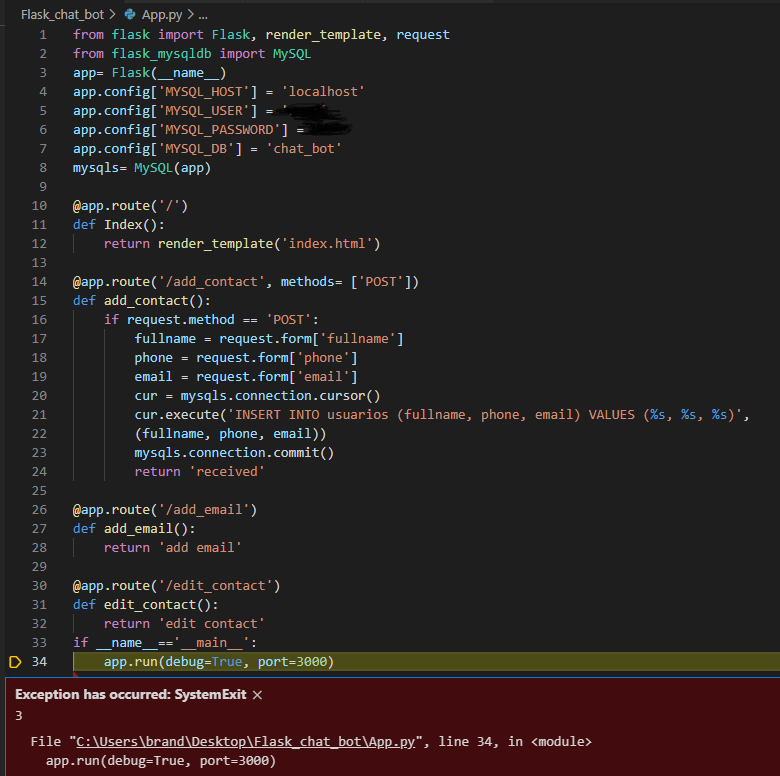 Flask_chat_bot > App.py > ...
1 from flask import Flask, render_template, request
2 from flask_mysqldb import MySQL
3 app= Flask(__name__)
4 app.config['MYSQL_HOST'] = 'localhost'
5 app.config['MYSQL_USER'] =
6 app.config['MYSQL_PASSWORD'] =
7 app.config['MYSQL_DB'] = 'chat_bot'
8 mysqls= MySQL(app)
9
10 @app.route('/')
11 def Index():
12     return render_template('index.html')
13
14 @app.route('/add_contact', methods= ['POST'])
15 def add_contact():
16     if request.method == 'POST':
17         fullname = request.form['fullname']
18         phone = request.form['phone']
19         email = request.form['email']
20         cur = mysqls.connection.cursor()
21         cur.execute('INSERT INTO usuarios (fullname, phone, email) VALUES (%s, %s, %s)',
22         (fullname, phone, email))
23         mysqls.connection.commit()
24         return 'received'
25
26 @app.route('/add_email')
27 def add_email():
28     return 'add email'
29
30 @app.route('/edit_contact')
31 def edit_contact():
32     return 'edit contact'
33 if __name__=='__main__':
34     app.run(debug=True, port=3000)
Exception has occurred: SystemExit ×
3
File "C:\Users\brand\Desktop\Flask_chat_bot\App.py", line 34, in <module>
app.run(debug=True, port=3000)